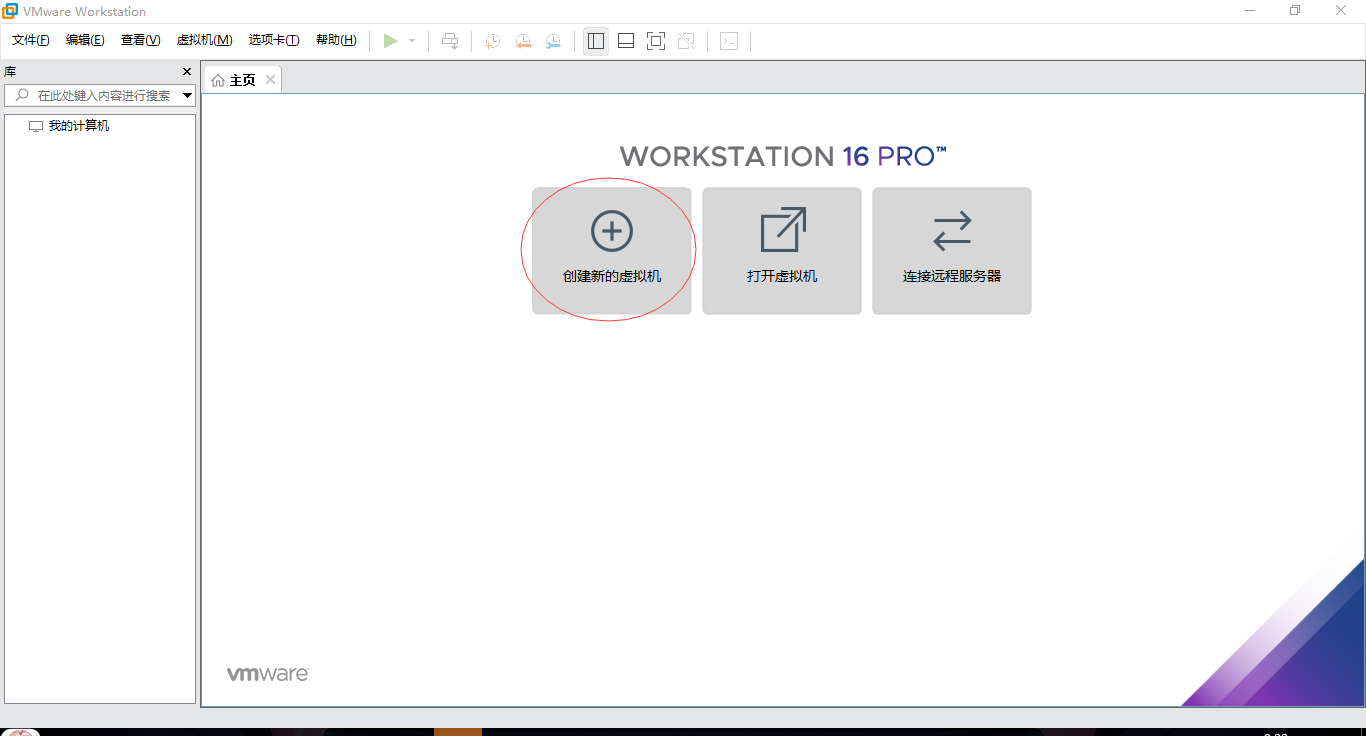 VMware Workstation
文件(F) 编辑(E) 查看(V) 虚拟机(M) 选项卡(T) 帮助(H)
库
在此处键入内容进行搜索
我的计算机
主页
WORKSTATION 16 PRO™
创建新的虚拟机 打开虚拟机 连接远程服务器
vmware